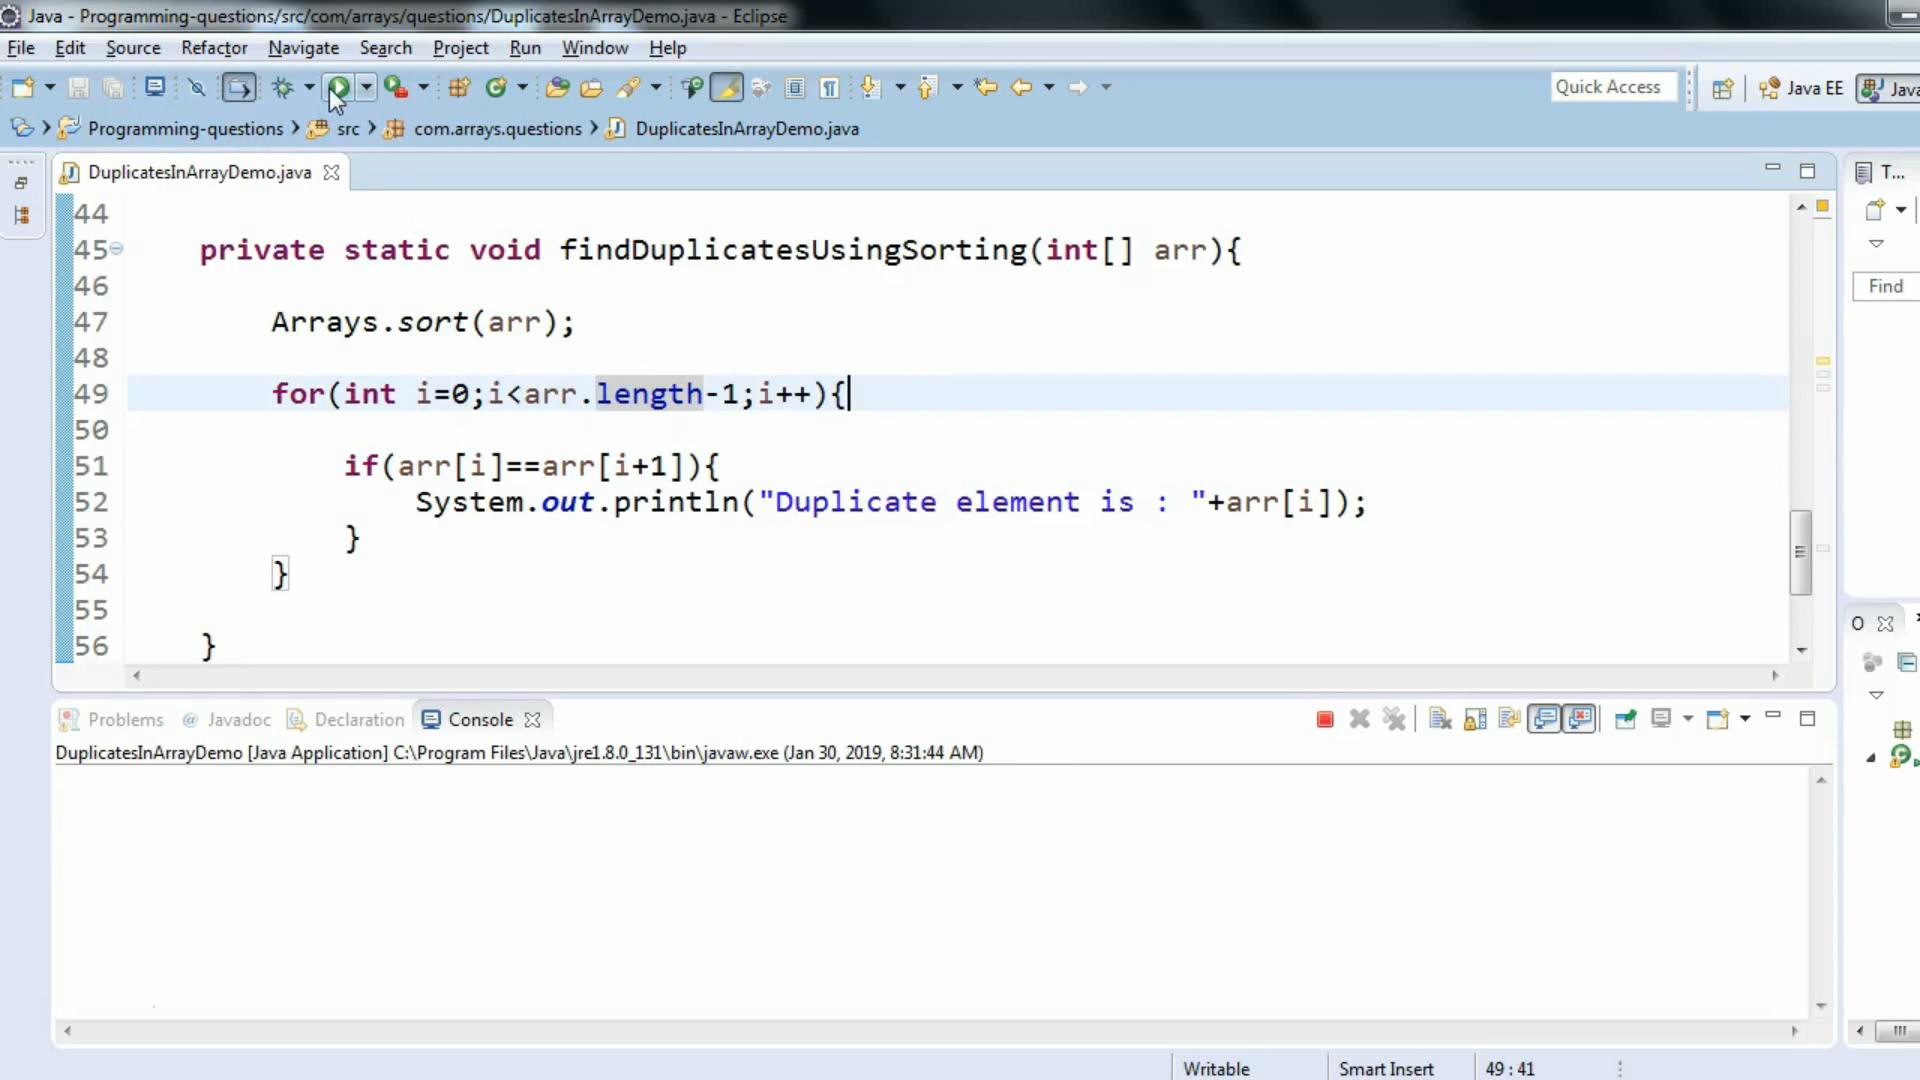 Java - Programming-questions/src/com/arrays/questions/DuplicatesInArrayDemo.java - Eclipse
File Edit Source Refactor Navigate Search Project Run Window Help
Quick Access Java EE Java
Programming-questions src com.arrays.questions DuplicatesInArrayDemo.java
DuplicatesInArrayDemo.java T...
44
45 private static void findDuplicatesUsingSorting(int[] arr){
46
47 Arrays.sort(arr);
48
49 for(int i=0;i<arr.length-1;i++){
50
51 if(arr[i]==arr[i+1]){
52 System.out.println("Duplicate element is : "+arr[i]);
53 }
54 }
55
56 }
Find
O
Problems @ Javadoc Declaration Console
DuplicatesInArrayDemo [Java Application] C:\Program Files\Java\jre1.8.0_131\bin\javaw.exe (Jan 30, 2019, 8:31:44 AM)
Writable Smart Insert 49 : 41